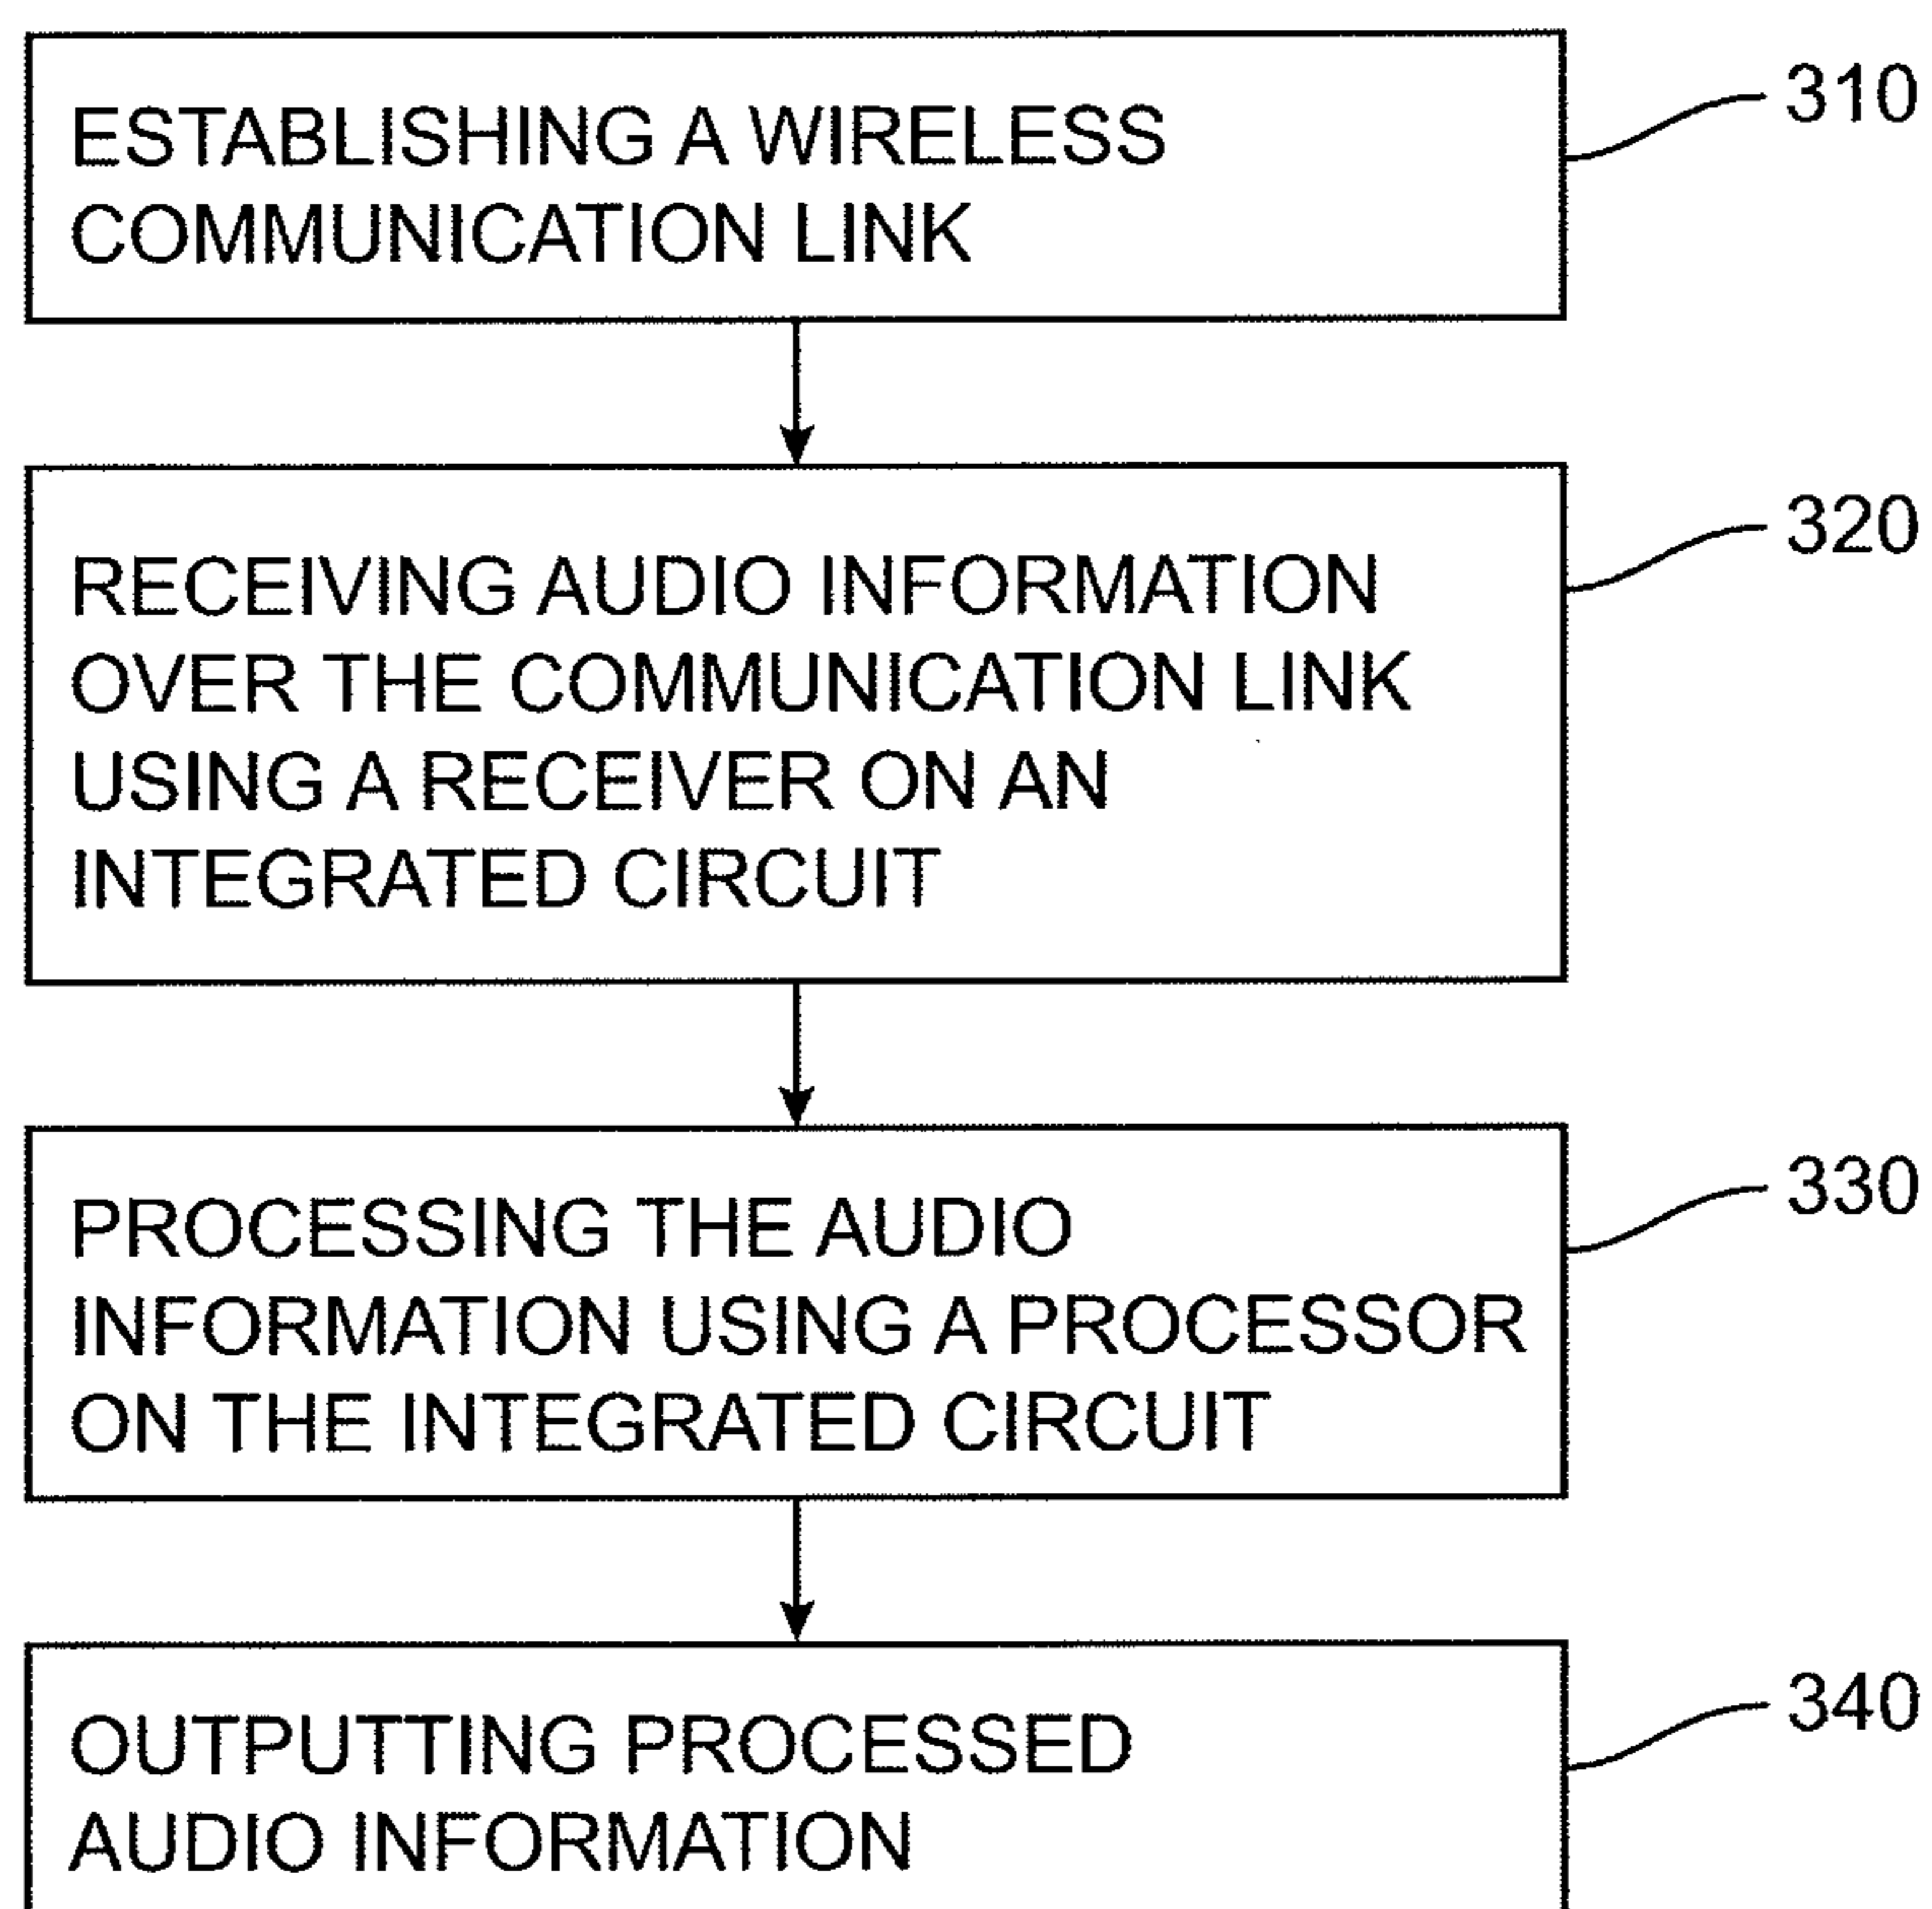 ESTABLISHING A WIRELESS
COMMUNICATION LINK
310
RECEIVING AUDIO INFORMATION
OVER THE COMMUNICATION LINK
USING A RECEIVER ON AN
INTEGRATED CIRCUIT
320
PROCESSING THE AUDIO
INFORMATION USING A PROCESSOR
ON THE INTEGRATED CIRCUIT
330
OUTPUTTING PROCESSED
AUDIO INFORMATION
340